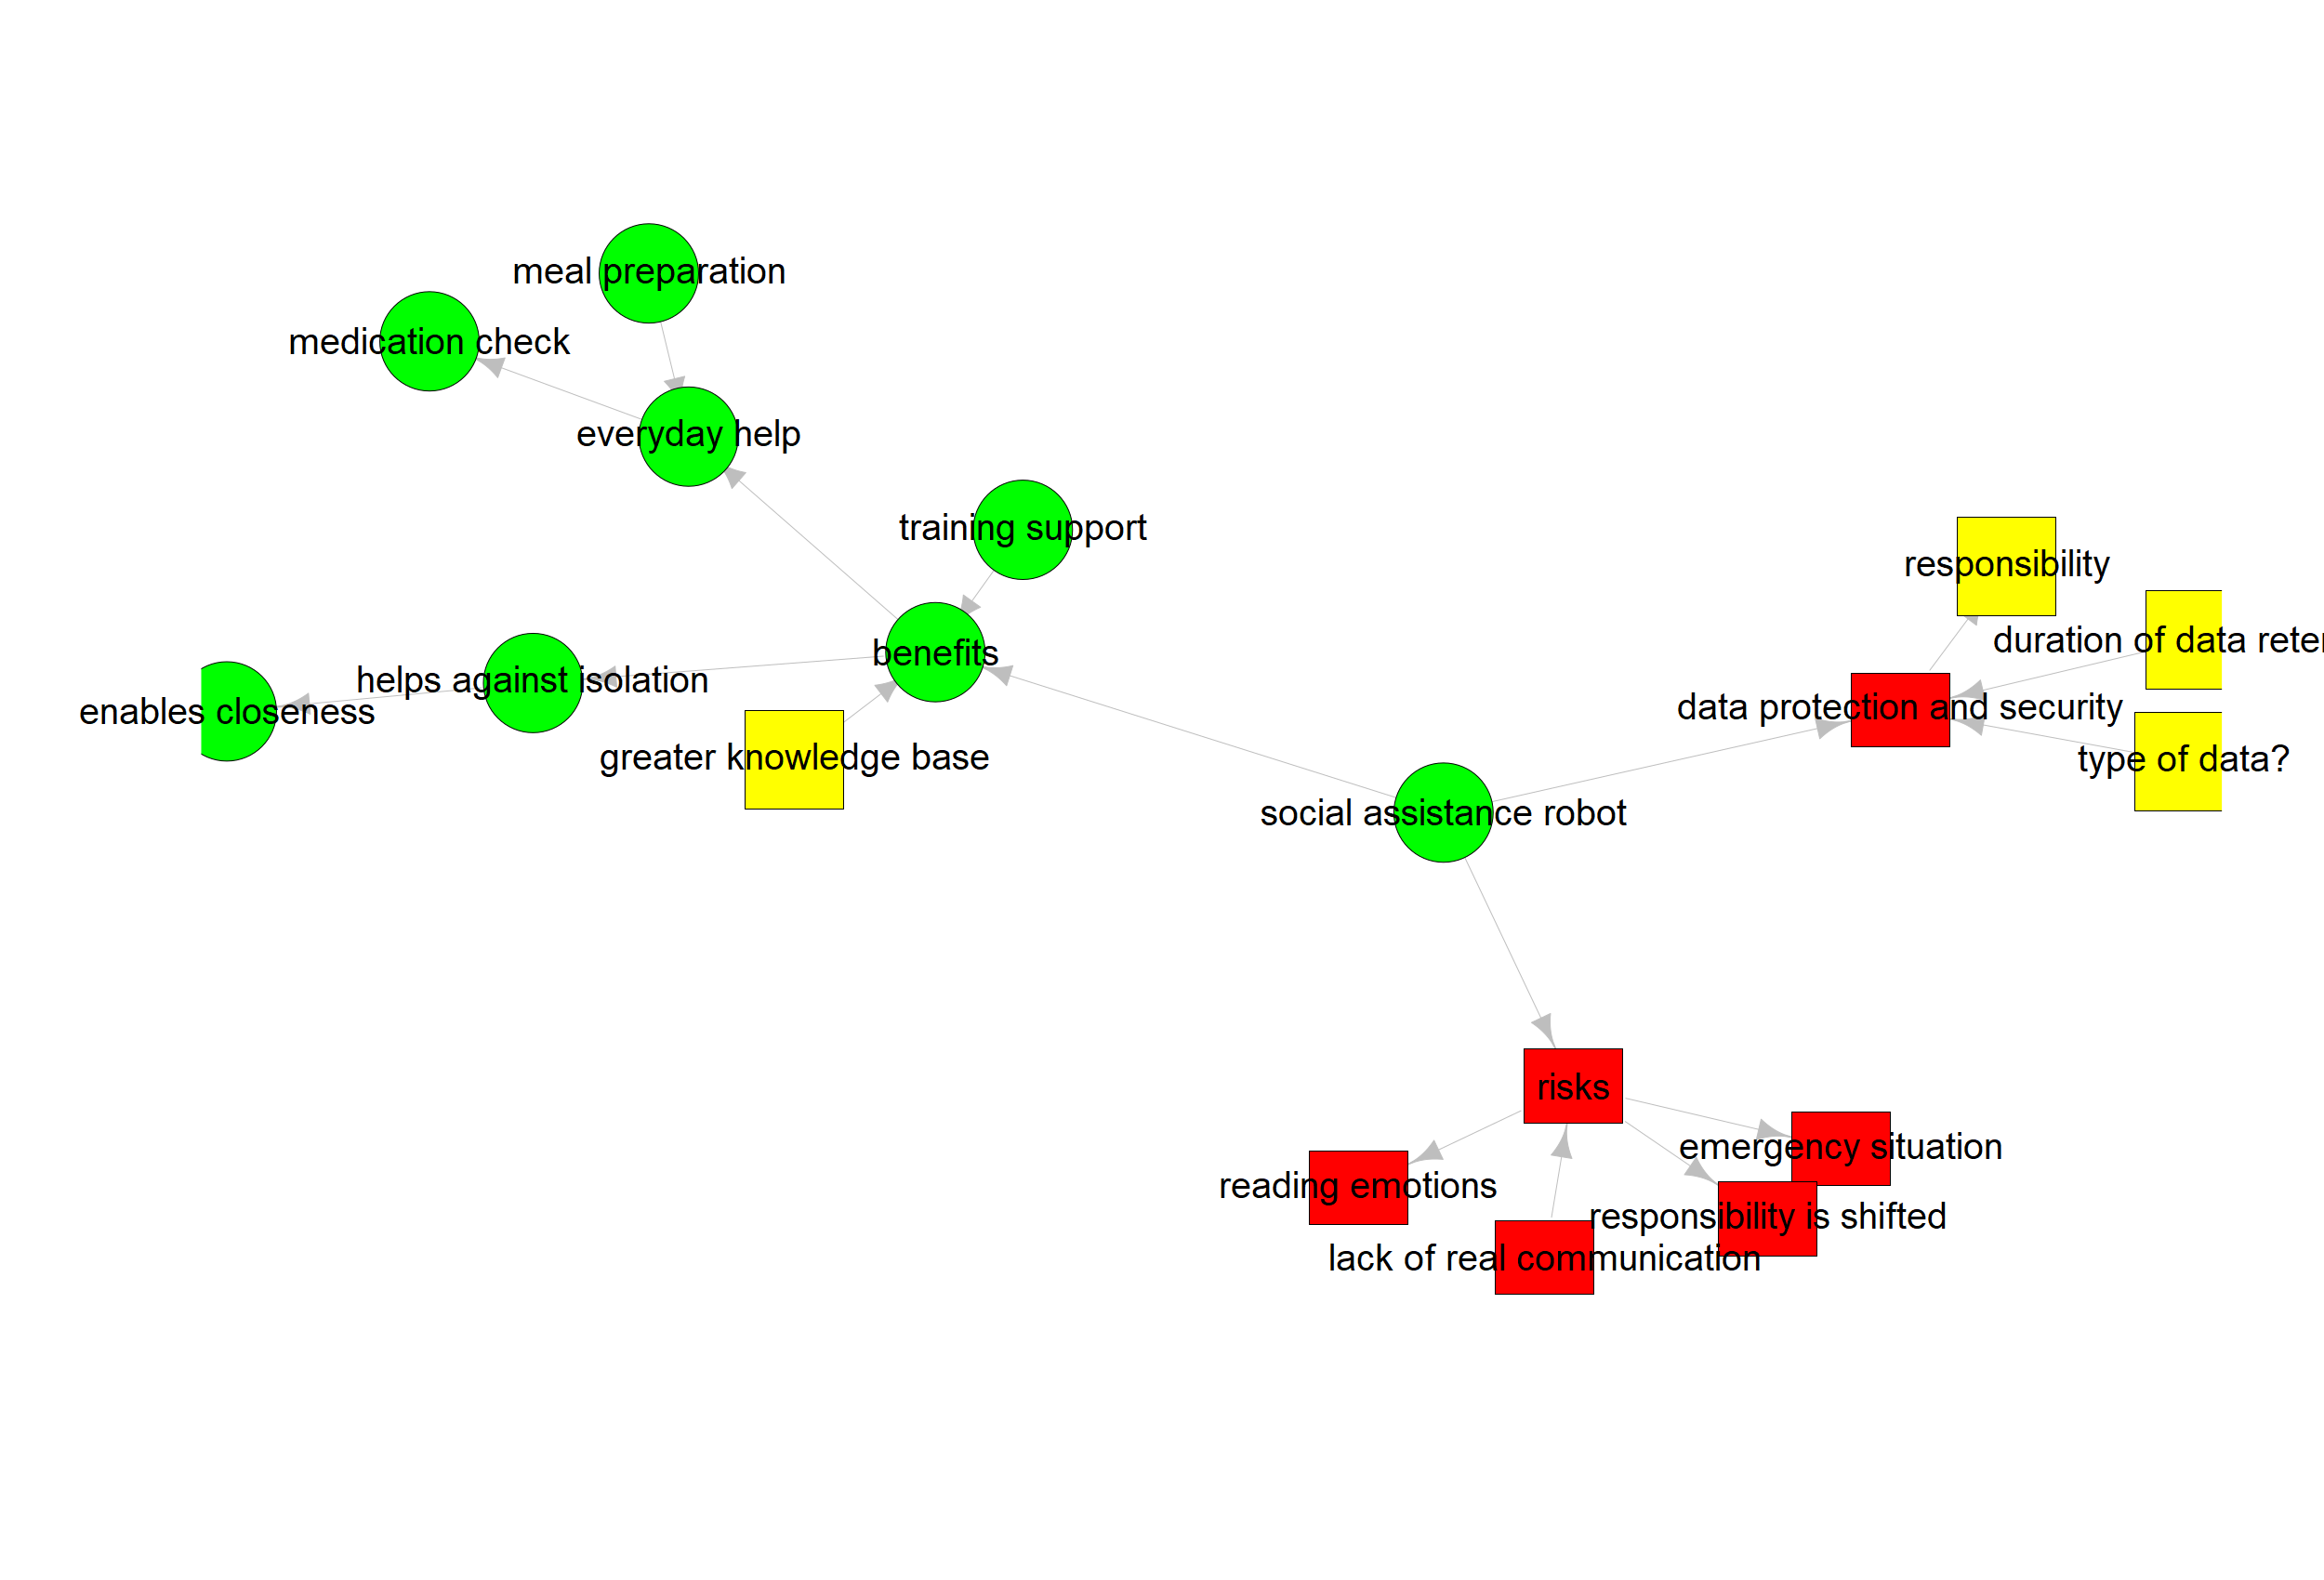 meal preparation
medication check
everyday help
training support
responsibility
duration of data
benefits
helps against isolation
enables closeness
data protection and security
greater knowledge base
type of data?
social assistance robot
risks
emergency situation
reading emotions
responsibility is shifted
lack of real communication